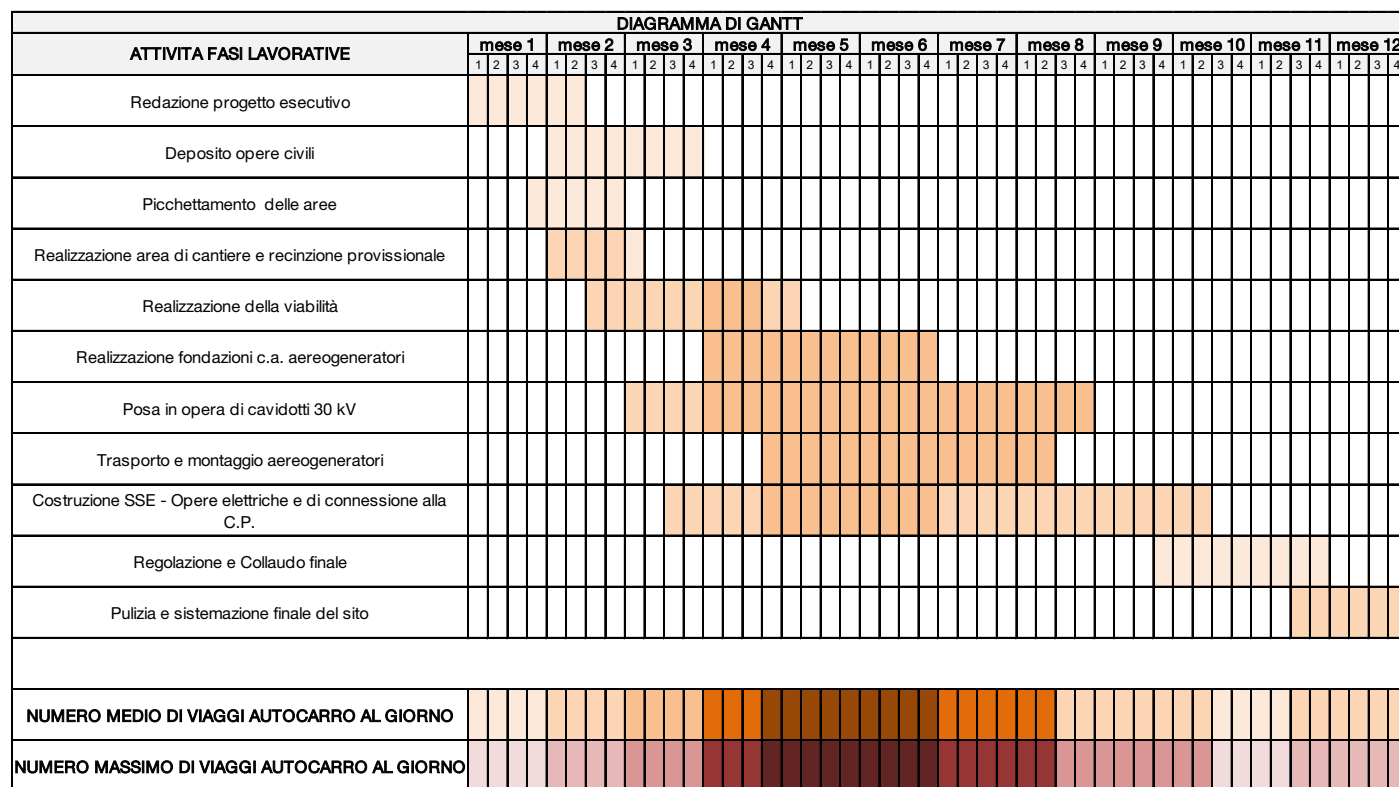 DIAGRAMMA DI GANTT
ATTIVITA FASI LAVORATIVE
mese 1 mese 2 mese 3 mese 4 mese 5 mese 6 mese 7 mese 8 mese 9 mese 10 mese 11 mese 12
1 2 3 4 1 2 3 4 1 2 3 4 1 2 3 4 1 2 3 4 1 2 3 4 1 2 3 4 1 2 3 4 1 2 3 4 1 2 3 4 1 2 3 4 1 2 3 4
Redazione progetto esecutivo
Deposito opere civili
Picchettamento delle aree
Realizzazione area di cantiere e recinzione provissionale
Realizzazione della viabilità
Realizzazione fondazioni c.a. aereogeneratori
Posa in opera di cavidotti 30 kV
Trasporto e montaggio aereogeneratori
Costruzione SSE - Opere elettriche e di connessione alla
C.P.
Regolazione e Collaudo finale
Pulizia e sistemazione finale del sito
NUMERO MEDIO DI VIAGGI AUTOCARRO AL GIORNO
NUMERO MASSIMO DI VIAGGI AUTOCARRO AL GIORNO